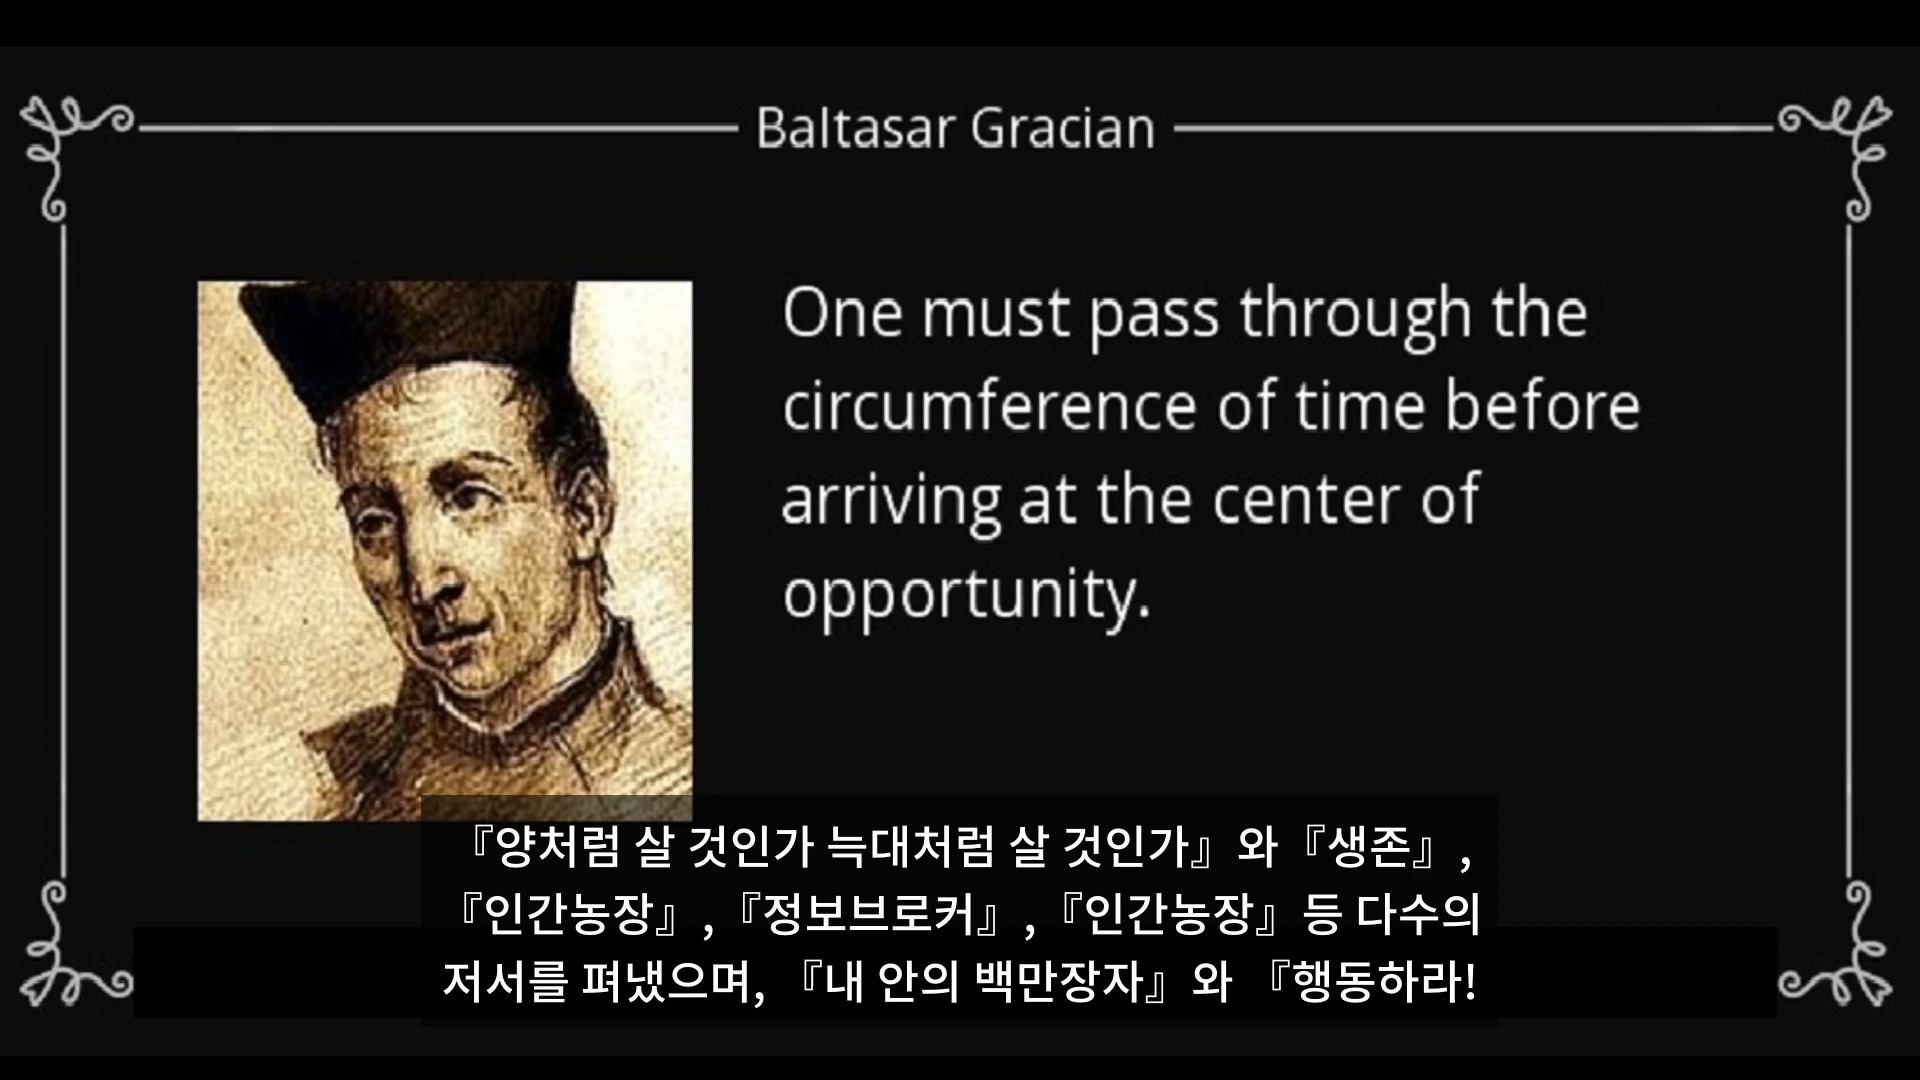 Baltasar Gracian
One must pass through the
circumference of time before
arriving at the center of
opportunity.
『양처럼 살 것인가 늑대처럼 살 것인가』와『생존』,
『인간농장』,『정보브로커』,『인간농장』등 다수의
저서를 펴냈으며, 『내 안의 백만장자』와 『행동하라!